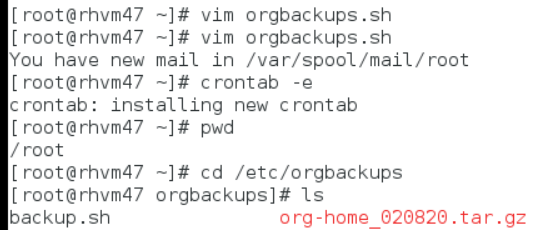 [root@rhvm47 ~]# vim orgbackups.sh
[root@rhvm47 ~]# vim orgbackups.sh
You have new mail in /var/spool/mail/root
[root@rhvm47 ~]# crontab -e
crontab: installing new crontab
[root@rhvm47 ~]# pwd
/root
[root@rhvm47 ~]# cd /etc/orgbackups
[root@rhvm47 orgbackups]# ls
backup.sh                org-home_020820.tar.gz